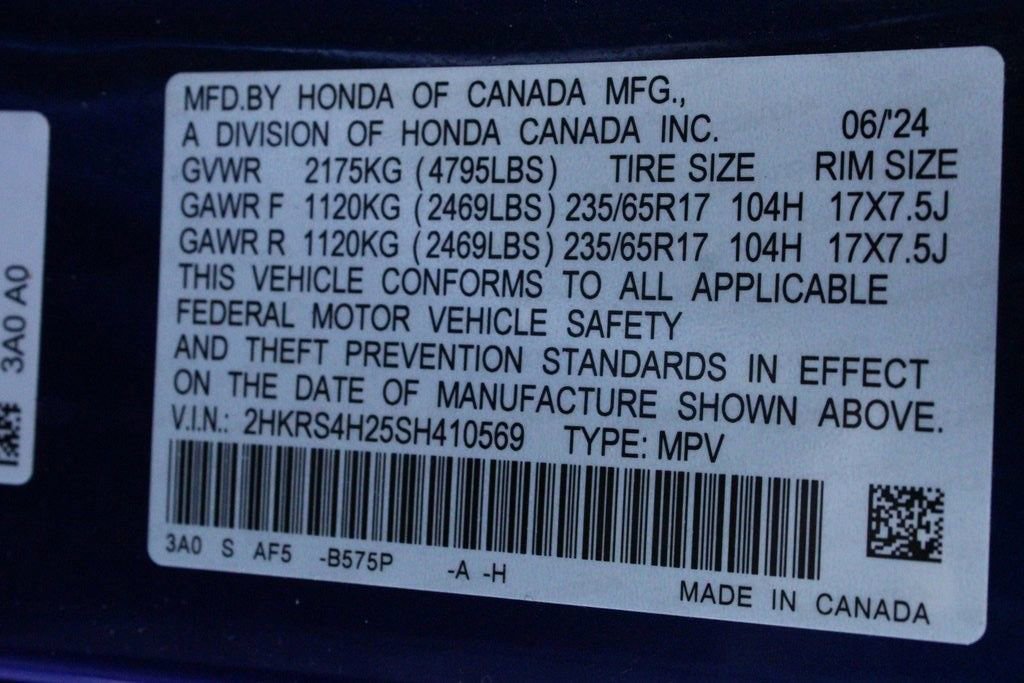 MFD.BY HONDA OF CANADA MFG.,
A DIVISION OF HONDA CANADA INC. 06/'24
GVWR 2175KG (4795LBS) TIRE SIZE RIM SIZE
GAWR F 1120KG (2469LBS) 235/65R17 104H 17X7.5J
GAWR R 1120KG (2469LBS) 235/65R17 104H 17X7.5J
THIS VEHICLE CONFORMS TO ALL APPLICABLE
FEDERAL MOTOR VEHICLE SAFETY
AND THEFT PREVENTION STANDARDS IN EFFECT
ON THE DATE OF MANUFACTURE SHOWN ABOVE.
V.I.N.: 2HKRS4H25SH410569 TYPE: MPV
3A0 S AF5 -B575P -A -H
MADE IN CANADA
3A0 A0